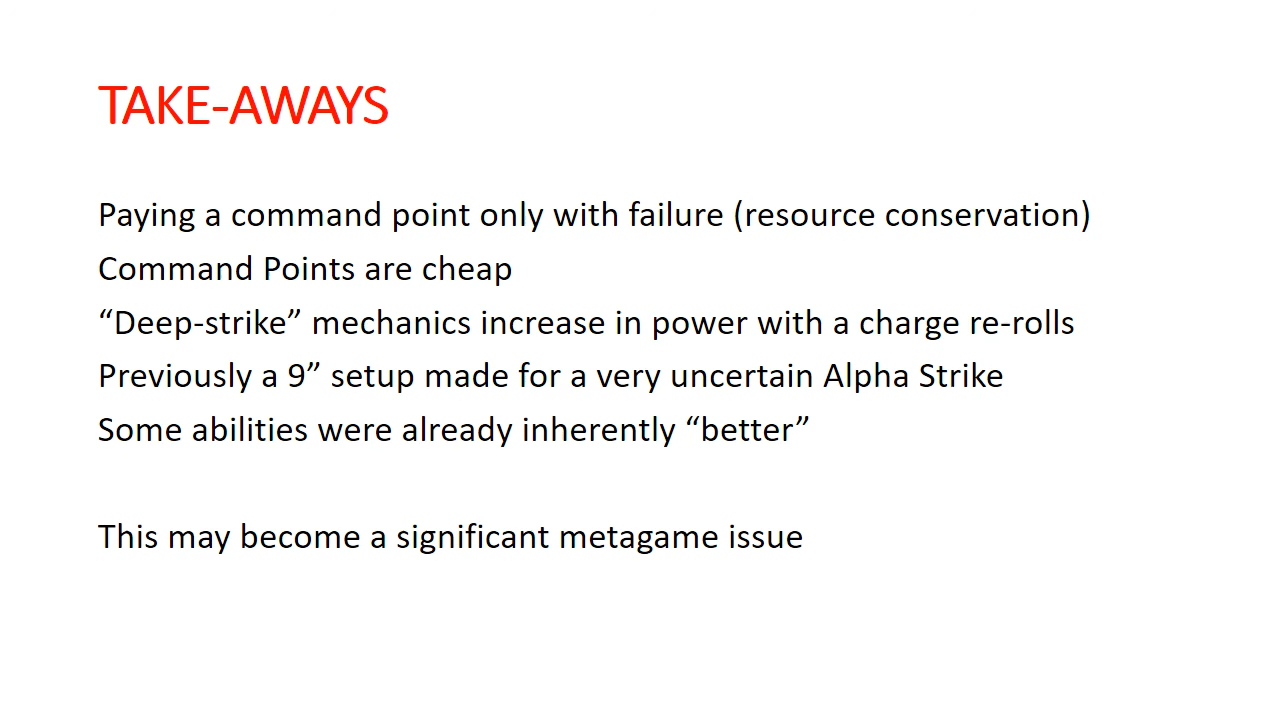 TAKE-AWAYS
Paying a command point only with failure (resource conservation)
Command Points are cheap
“Deep-strike” mechanics increase in power with a charge re-rolls
Previously a 9” setup made for a very uncertain Alpha Strike
Some abilities were already inherently “better”
This may become a significant metagame issue